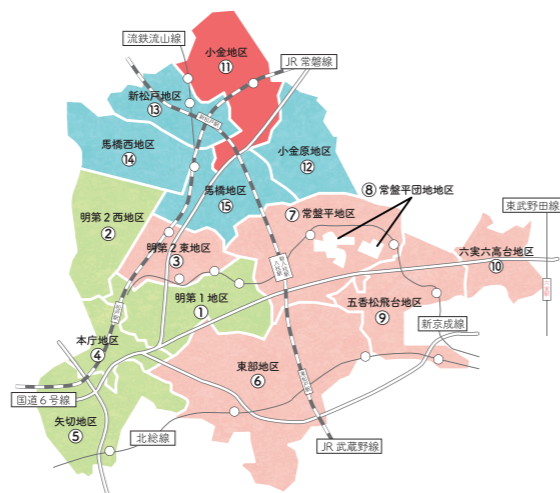 流鉄流山線
小金地区
⑪
JR 常磐線
新松戸地区
⑬
馬橋西地区
⑭
小金原地区
⑫
馬橋地区
⑮
⑧ 常盤平団地地区
⑦ 常盤平地区
東武野田線
明第２西地区
②
明第２東地区
③
六実六高台地区
⑩
明第１地区
①
五香松飛台地区
⑨
新京成線
本庁地区
④
東部地区
⑥
国道６号線
矢切地区
⑤
北総線
JR 武蔵野線